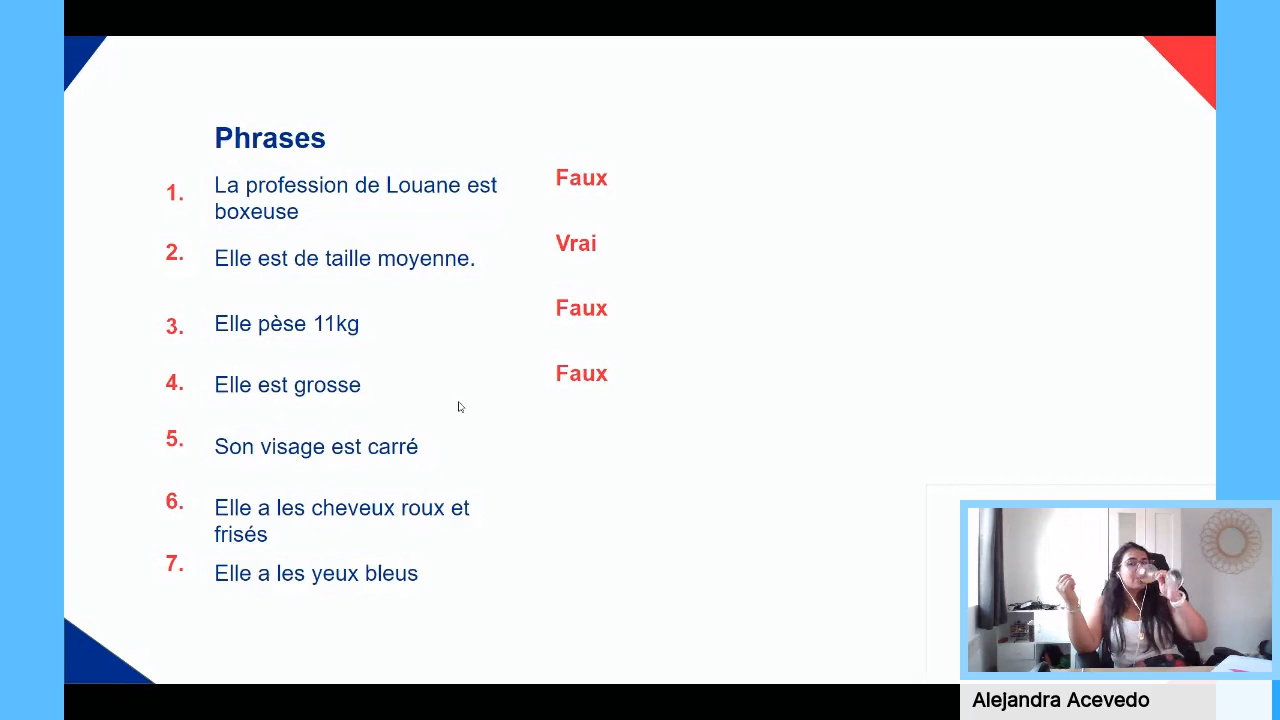 Phrases
1. La profession de Louane est Faux
boxeuse
2. Elle est de taille moyenne. Vrai
3. Elle pèse 11kg Faux
4. Elle est grosse Faux
5. Son visage est carré
6. Elle a les cheveux roux et
frisés
7. Elle a les yeux bleus
Alejandra Acevedo